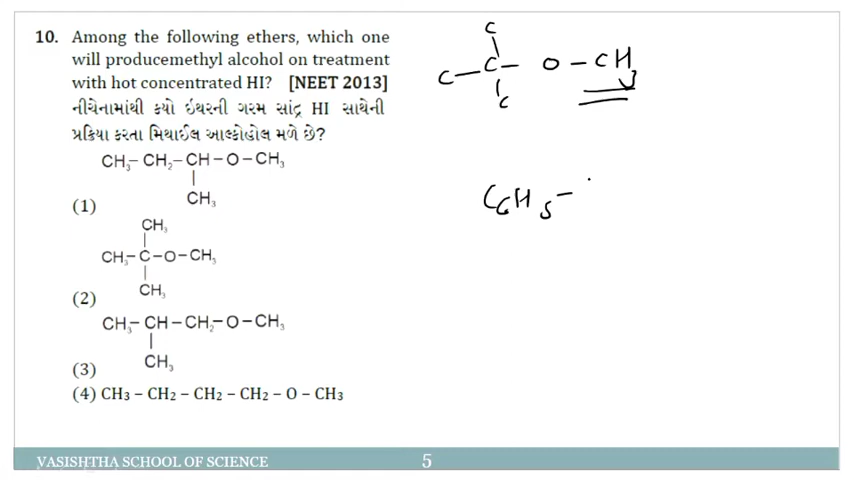 10. Among the following ethers, which one
will producemethyl alcohol on treatment
with hot concentrated HI? [NEET 2013]
નીચેનામાંથી કયો ઇથરની ગરમ સાંદ્ર HI સાથેની
પ્રક્રિયા કરતા મિથાઈલ આલ્કોહોલ મળે છે?
CH₃– CH₂– CH – O – CH₃
|
CH₃
(1)
CH₃
|
CH₃– C – O – CH₃
|
CH₃
(2)
CH₃– CH – CH₂– O – CH₃
|
CH₃
(3)
(4) CH3 – CH2 – CH2 – CH2 – O – CH3
C
C – C – O – CH3
C
C6H5 –
VASISHTHA SCHOOL OF SCIENCE 5